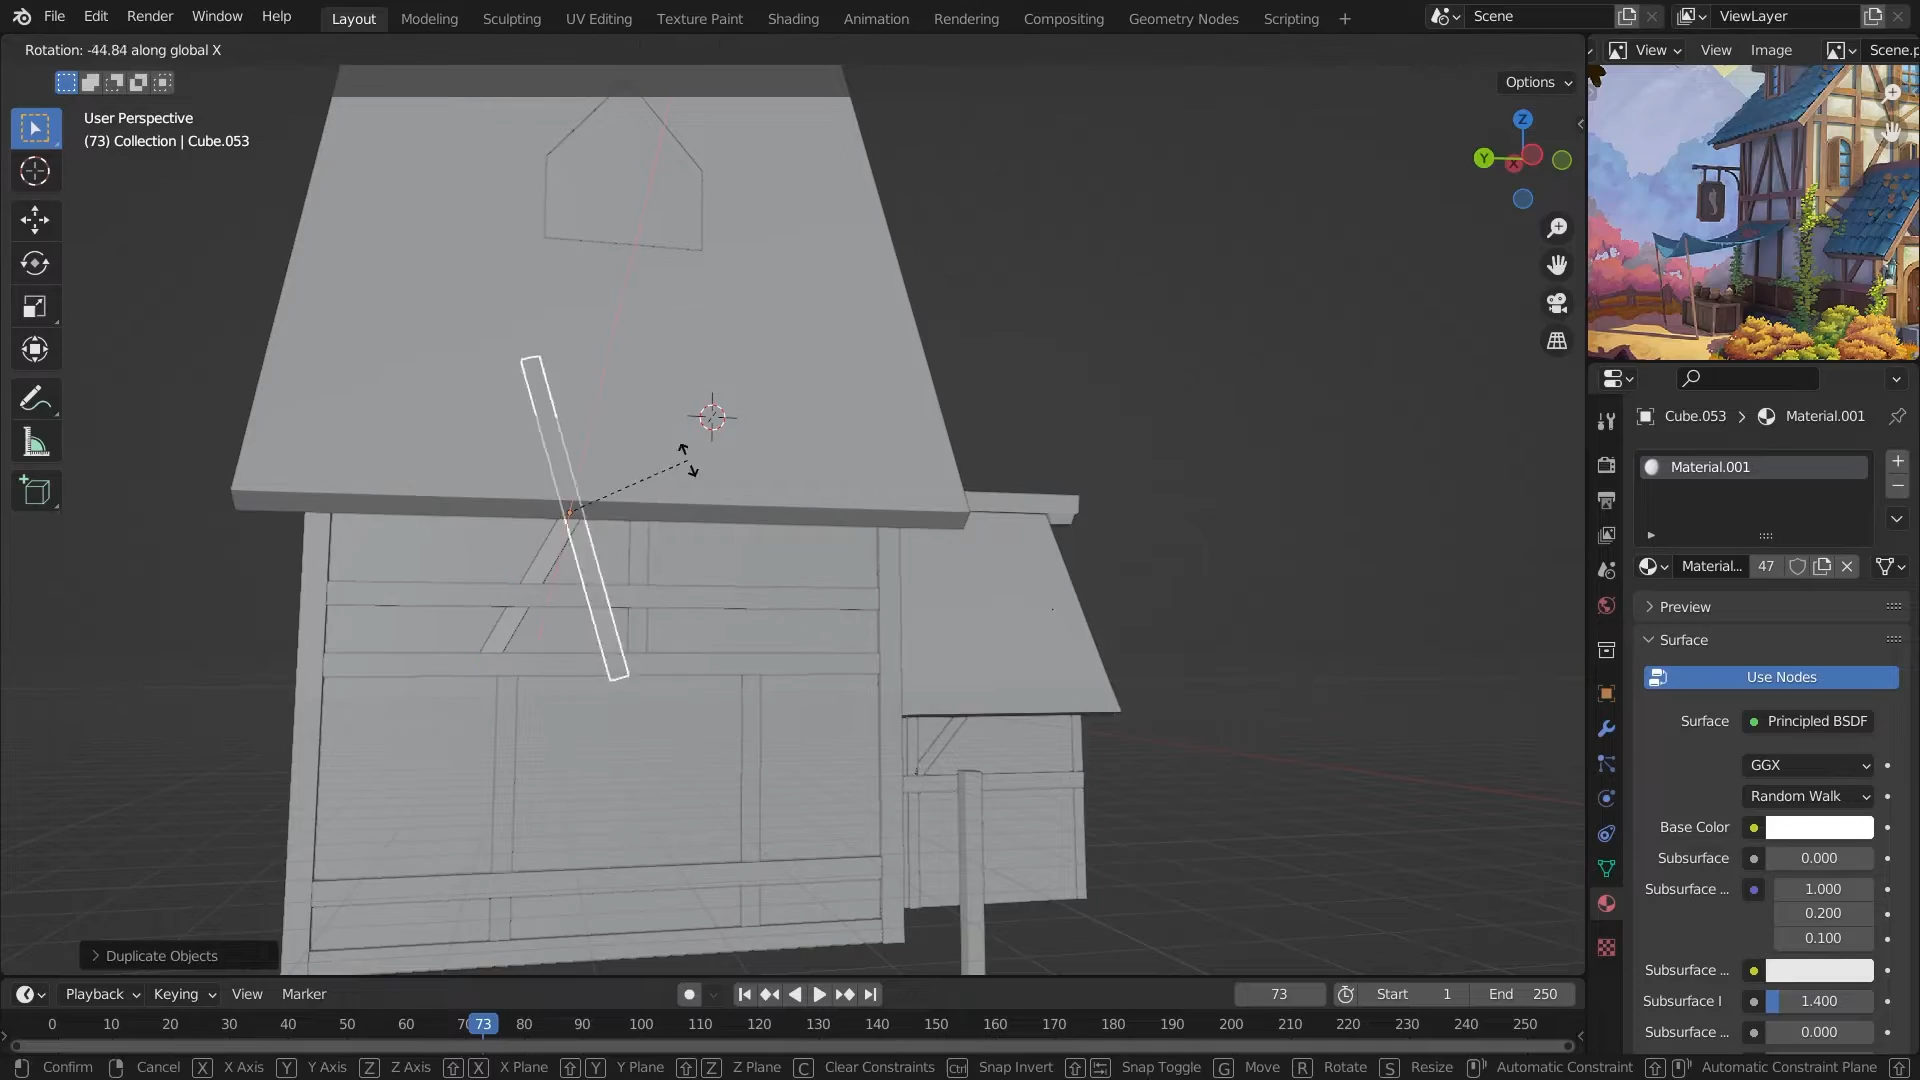 File Edit Render Window Help Layout Modeling Sculpting UV Editing Texture Paint Shading Animation Rendering Compositing Geometry Nodes Scripting + Scene ViewLayer
Rotation: -44.84 along global X
View View Image Scene.p
Options
User Perspective
(73) Collection | Cube.053
Z
Y
X
Cube.053 > Material.001
Material.001
Material... 47
Preview
Surface
Use Nodes
Surface Principled BSDF
GGX
Random Walk
Base Color
Subsurface 0.000
Subsurface ... 1.000
0.200
0.100
Subsurface ...
Subsurface I 1.400
Subsurface ... 0.000
> Duplicate Objects
Playback Keying View Marker 73 Start 1 End 250
0 10 20 30 40 50 60 70 73 80 90 100 110 120 130 140 150 160 170 180 190 200 210 220 230 240 250
Confirm Cancel X X Axis Y Y Axis Z Z Axis X X Plane Y Y Plane Z Z Plane C Clear Constraints Ctrl Snap Invert Snap Toggle G Move R Rotate S Resize Automatic Constraint Automatic Constraint Plane